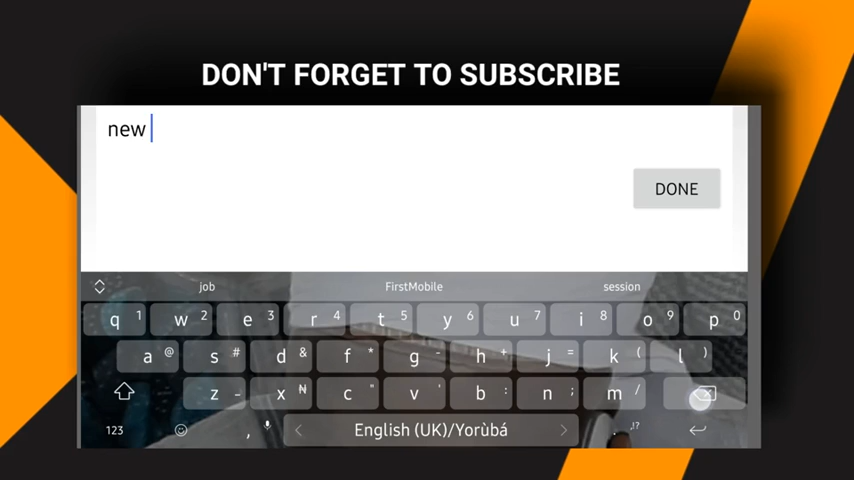 DON'T FORGET TO SUBSCRIBE
new
DONE
job FirstMobile session
q 1 w 2 e 3 r 4 t 5 y 6 u 7 i 8 o 9 p 0
a @ s # d & f * g - h + j = k ( l )
z _ x ₦ c " v ' b : n ; m /
123 , < English (UK)/Yorùbá > . ,!?